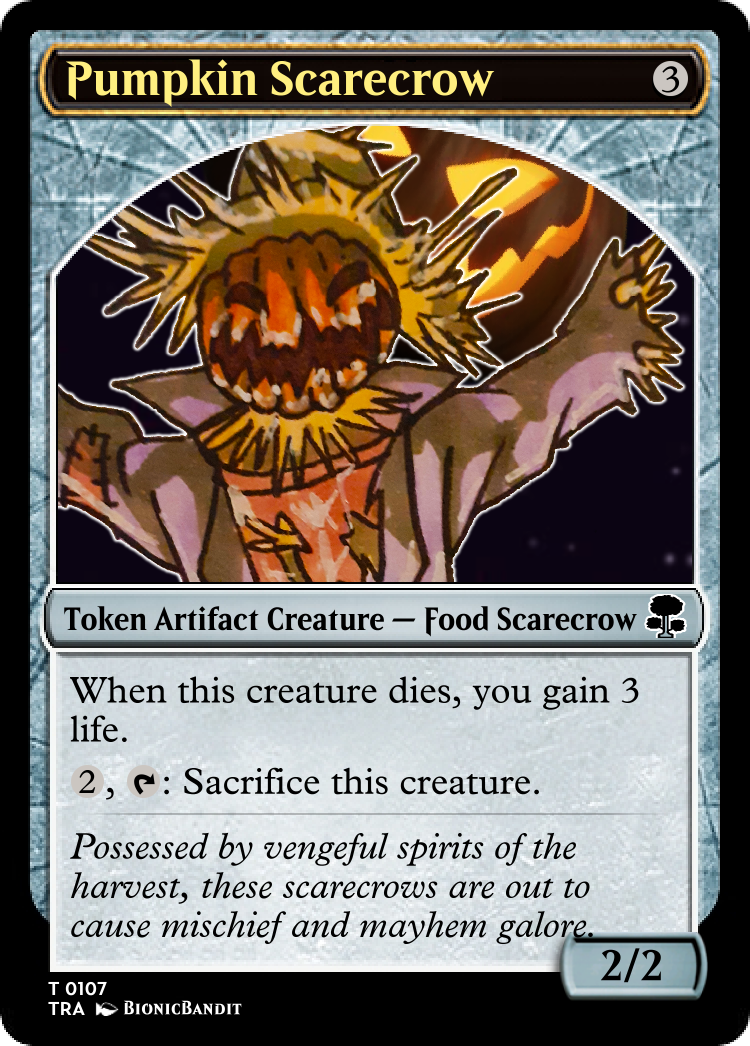 Pumpkin Scarecrow 3
Token Artifact Creature — Food Scarecrow
When this creature dies, you gain 3
life.
2, : Sacrifice this creature.
Possessed by vengeful spirits of the
harvest, these scarecrows are out to
cause mischief and mayhem galore.
2/2
T 0107
TRA BionicBandit